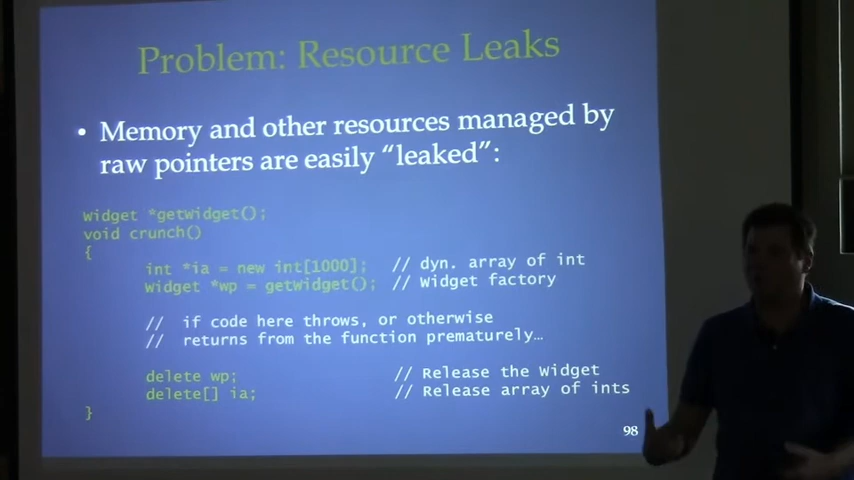 Problem: Resource Leaks
• Memory and other resources managed by
raw pointers are easily “leaked”:
Widget *getWidget();
void crunch()
{
int *ia = new int[1000]; // dyn. array of int
Widget *wp = getWidget(); // Widget factory
// if code here throws, or otherwise
// returns from the function prematurely…
delete wp; // Release the Widget
delete[] ia; // Release array of ints
}
98